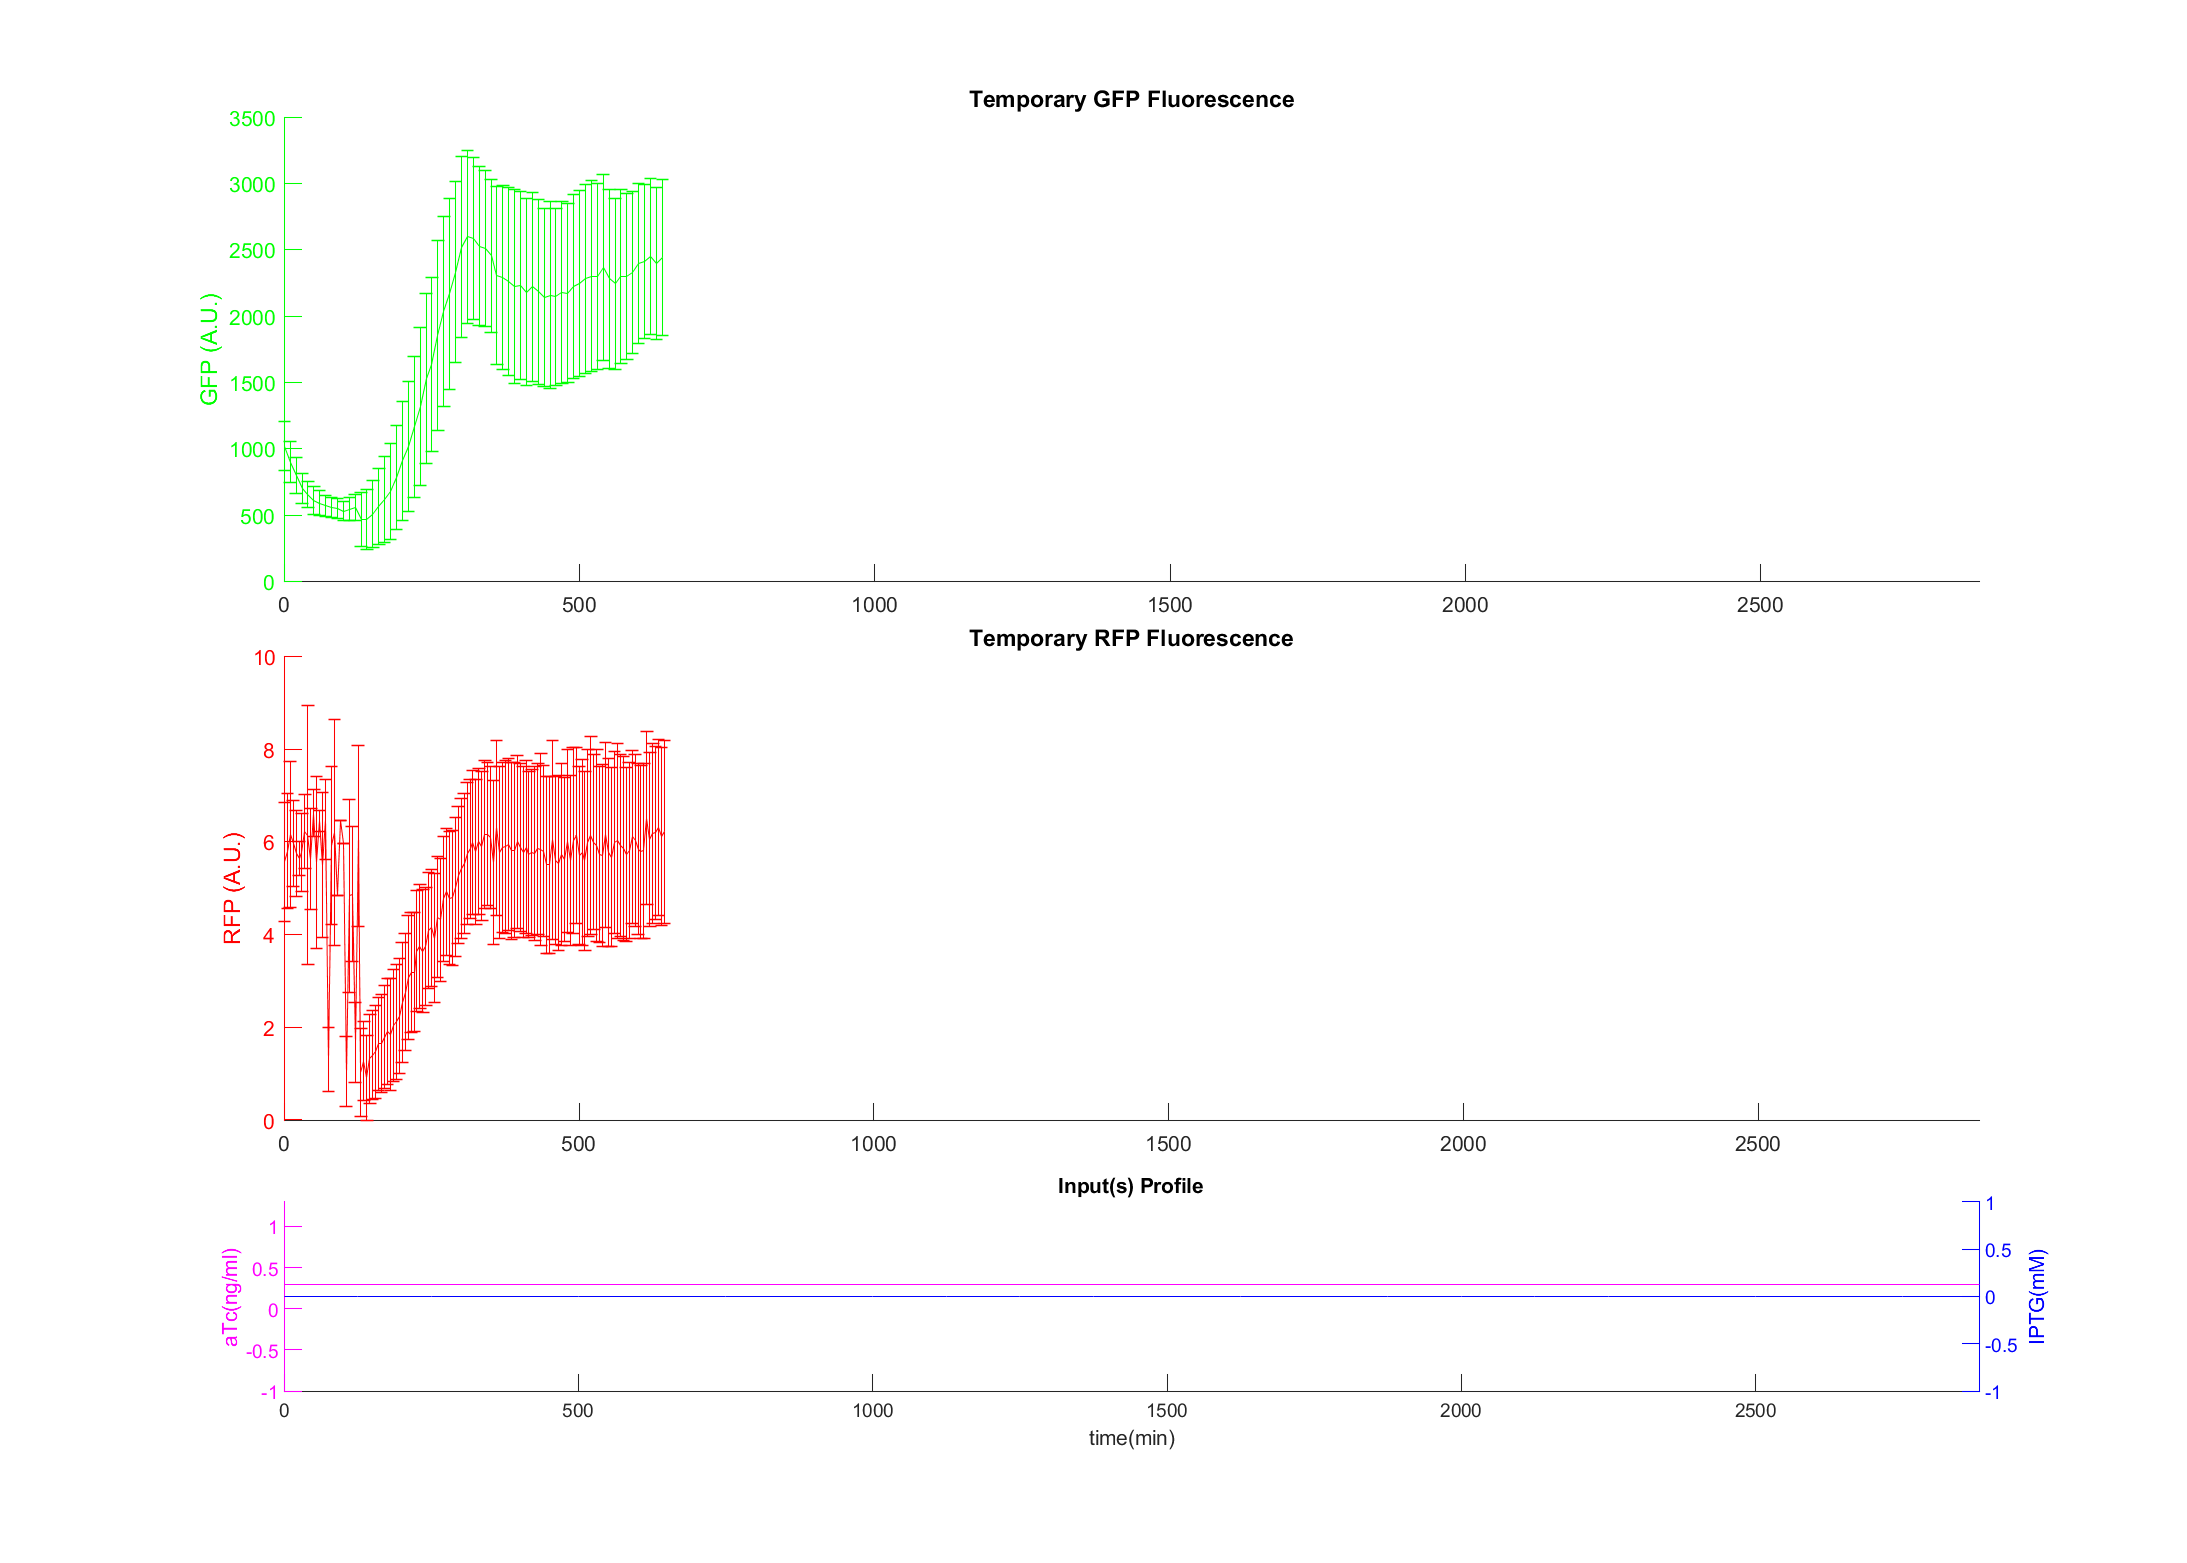 Temporary GFP Fluorescence
3500
3000
2500
2000
1500
1000
500
0
GFP (A.U.)
0 500 1000 1500 2000 2500
Temporary RFP Fluorescence
10
8
6
4
2
0
RFP (A.U.)
0 500 1000 1500 2000 2500
Input(s) Profile
1
0.5
0
-0.5
-1
aTc(ng/ml)
1
0.5
0
-0.5
-1
IPTG(mM)
0 500 1000 1500 2000 2500
time(min)